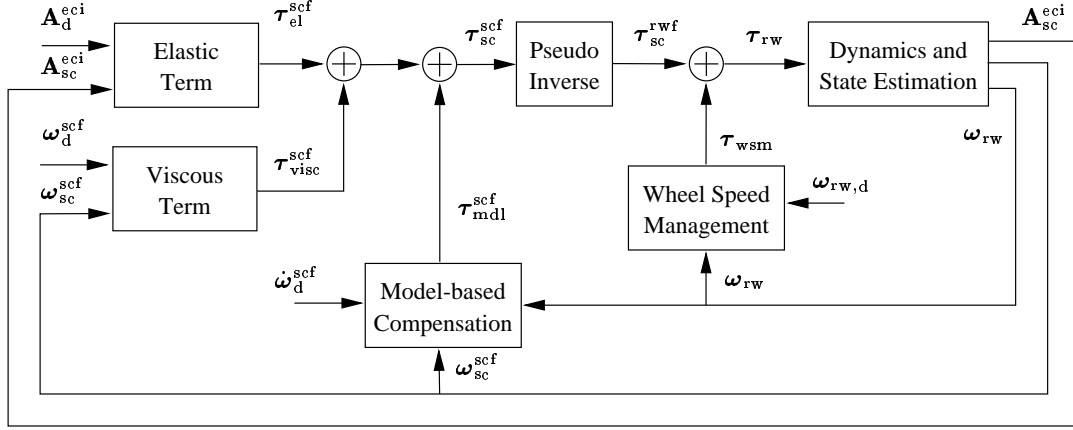 A_d^eci
A_sc^eci
Elastic
Term
τ_el^scf
+
+
τ_sc^scf
Pseudo
Inverse
τ_sc^rwf
+
τ_rw
Dynamics and
State Estimation
A_sc^eci
ω_rw
ω_d^scf
ω_sc^scf
Viscous
Term
τ_visc^scf
τ_mdl^scf
τ_wsm
Wheel Speed
Management
ω_rw,d
ω̇_d^scf
Model-based
Compensation
ω_rw
ω_sc^scf